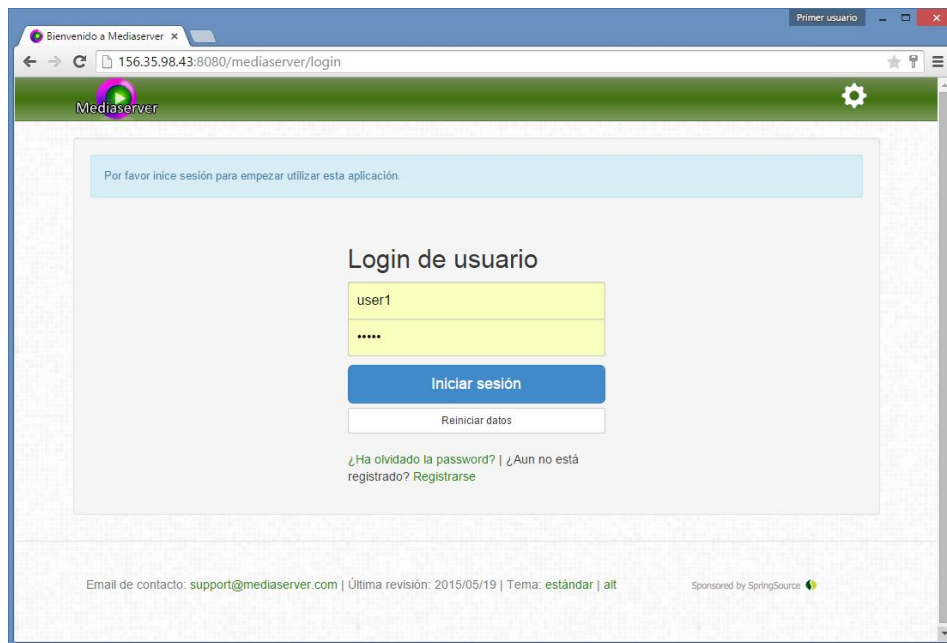 Primer usuario
Bienvenido a Mediaserver
156.35.98.43:8080/mediaserver/login
Mediaserver
Por favor inice sesión para empezar utilizar esta aplicación.
Login de usuario
user1
•••••
Iniciar sesión
Reiniciar datos
¿Ha olvidado la password? | ¿Aun no está
registrado? Registrarse
Email de contacto: support@mediaserver.com | Última revisión: 2015/05/19 | Tema: estándar | alt
Sponsored by SpringSource